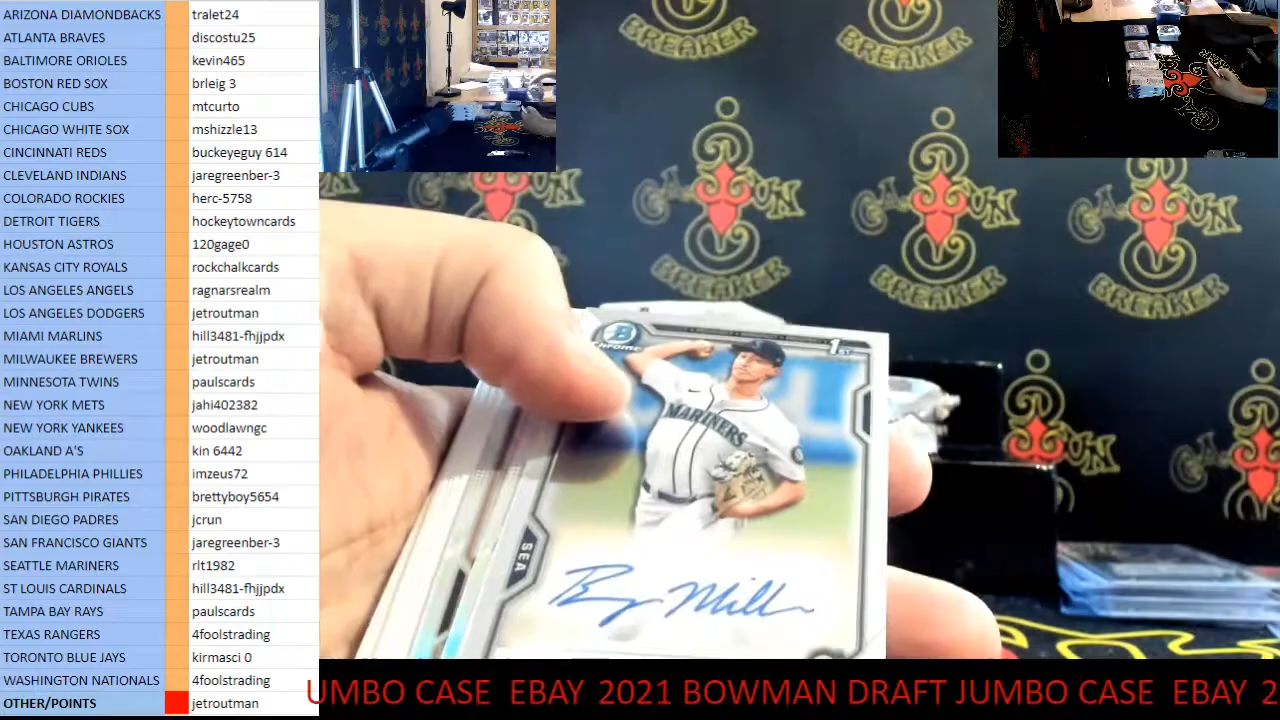 ARIZONA DIAMONDBACKS tralet24
ATLANTA BRAVES discostu25
BALTIMORE ORIOLES kevin465
BOSTON RED SOX brleig 3
CHICAGO CUBS mtcurto
CHICAGO WHITE SOX mshizzle13
CINCINNATI REDS buckeyeguy 614
CLEVELAND INDIANS jaregreenber-3
COLORADO ROCKIES herc-5758
DETROIT TIGERS hockeytowncards
HOUSTON ASTROS 120gage0
KANSAS CITY ROYALS rockchalkcards
LOS ANGELES ANGELS ragnarsrealm
LOS ANGELES DODGERS jetroutman
MIAMI MARLINS hill3481-fhjjpdx
MILWAUKEE BREWERS jetroutman
MINNESOTA TWINS paulscards
NEW YORK METS jahi402382
NEW YORK YANKEES woodlawngc
OAKLAND A'S kin 6442
PHILADELPHIA PHILLIES imzeus72
PITTSBURGH PIRATES brettyboy5654
SAN DIEGO PADRES jcrun
SAN FRANCISCO GIANTS jaregreenber-3
SEATTLE MARINERS rlt1982
ST LOUIS CARDINALS hill3481-fhjjpdx
TAMPA BAY RAYS paulscards
TEXAS RANGERS 4foolstrading
TORONTO BLUE JAYS kirmasci 0
WASHINGTON NATIONALS 4foolstrading
OTHER POINTS jetroutman
BREAKER
BREAKER
BREAKER
BREAKER
BREAKER
B
CHROME
1ST
MARINERS
SEA
UMBO CASE EBAY 2021 BOWMAN DRAFT JUMBO CASE EBAY 2